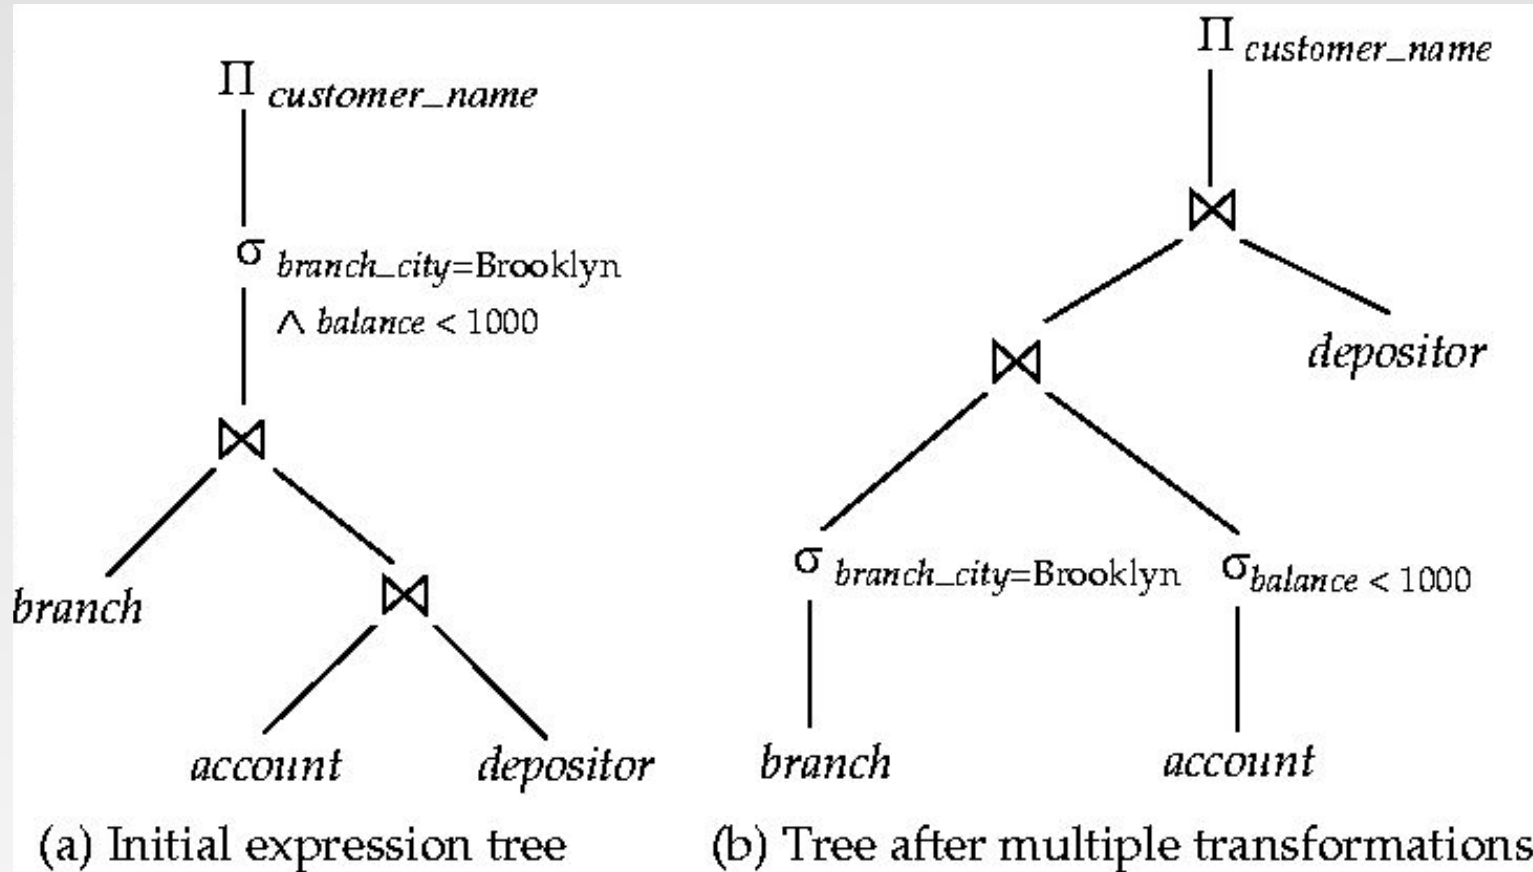 Π customer_name
σ branch_city=Brooklyn
∧ balance < 1000
⋈
branch
⋈
account depositor
(a) Initial expression tree
Π customer_name
⋈
depositor
⋈
σ branch_city=Brooklyn σ balance < 1000
branch account
(b) Tree after multiple transformations